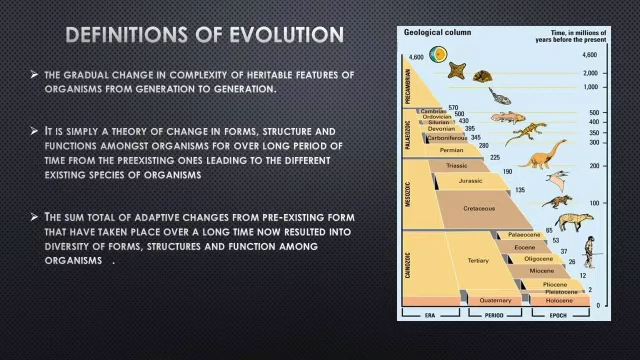 DEFINITIONS OF EVOLUTION
➢ THE GRADUAL CHANGE IN COMPLEXITY OF HERITABLE FEATURES OF
ORGANISMS FROM GENERATION TO GENERATION.
➢ IT IS SIMPLY A THEORY OF CHANGE IN FORMS, STRUCTURE AND
FUNCTIONS AMONGST ORGANISMS FOR OVER LONG PERIOD OF
TIME FROM THE PREEXISTING ONES LEADING TO THE DIFFERENT
EXISTING SPECIES OF ORGANISMS
➢ THE SUM TOTAL OF ADAPTIVE CHANGES FROM PRE-EXISTING FORM
THAT HAVE TAKEN PLACE OVER A LONG TIME NOW RESULTED INTO
DIVERSITY OF FORMS, STRUCTURES AND FUNCTION AMONG
ORGANISMS .
Geological column
Time, in millions of
years before the present
4,600
4,600
2,000
1,000
PRECAMBRIAN
570
Cambrian
500
500
Ordovician
Silurian
430
400
Devonian
395
350
Carboniferous
345
300
PALAEOZOIC
280
Permian
225
Triassic
200
190
Jurassic
135
MESOZOIC
Cretaceous
100
65
Palaeocene
53
Eocene
37
Oligocene
26
Tertiary
Miocene
12
CAINOZOIC
Pliocene
2
Pleistocene
Quaternary
Holocene
0
ERA
PERIOD
EPOCH